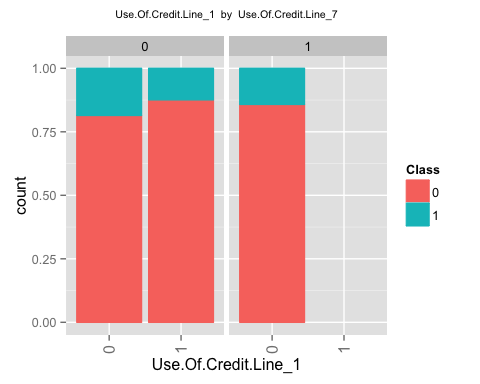 Use.Of.Credit.Line_1 by Use.Of.Credit.Line_7
0 1
1.00
0.75
0.50
0.25
0.00
count
0 1 0 1
Use.Of.Credit.Line_1
Class
0
1